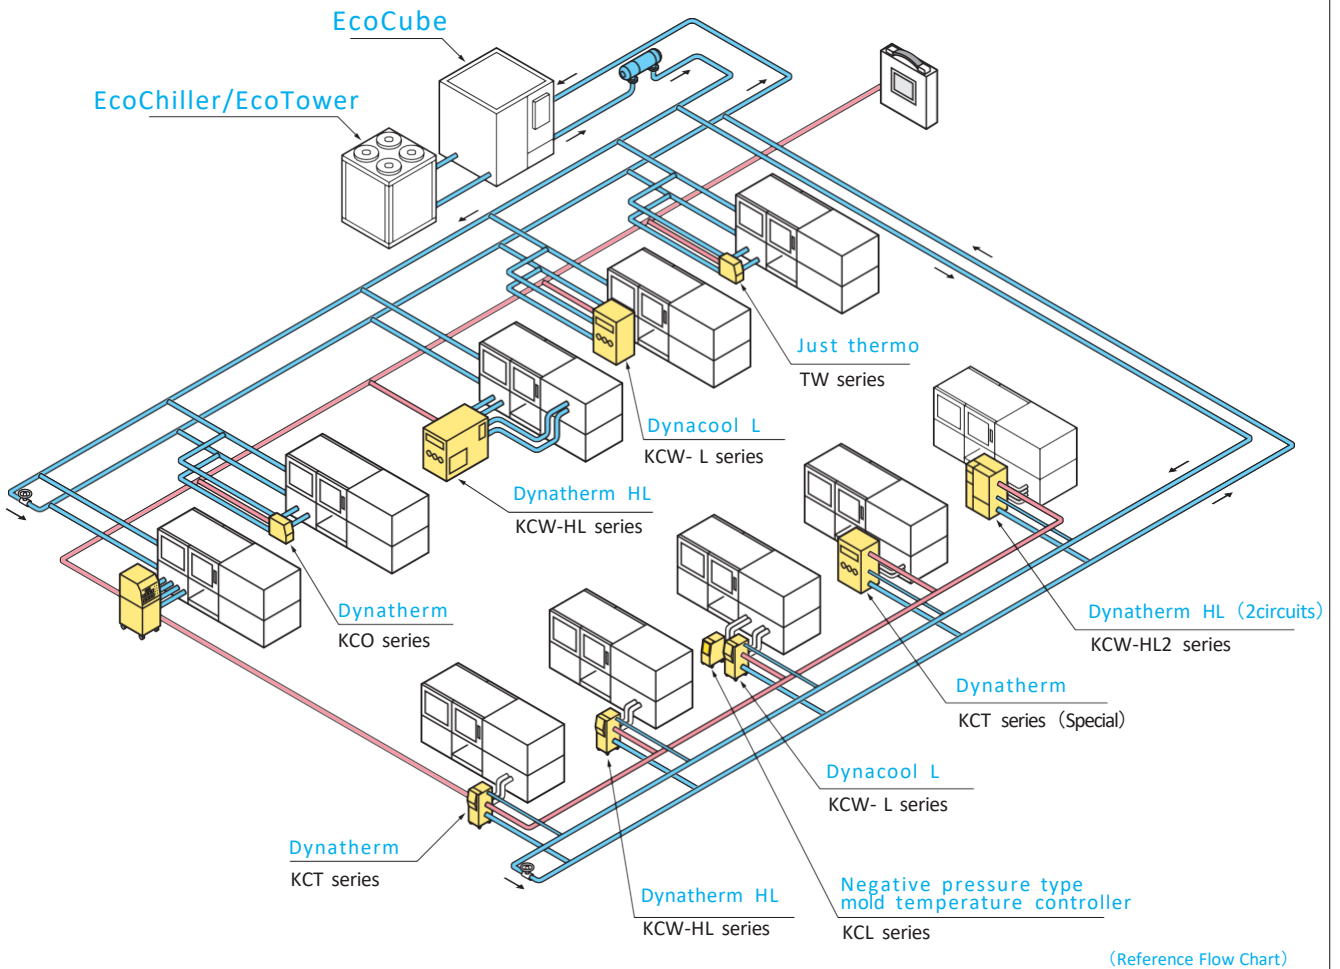 EcoCube
EcoChiller/EcoTower
Just thermo
TW series
Dynacool L
KCW- L series
Dynatherm HL
KCW-HL series
Dynatherm
KCO series
Dynatherm HL (2circuits)
KCW-HL2 series
Dynatherm
KCT series (Special)
Dynacool L
KCW- L series
Dynatherm
KCT series
Dynatherm HL
KCW-HL series
Negative pressure type
mold temperature controller
KCL series
(Reference Flow Chart)